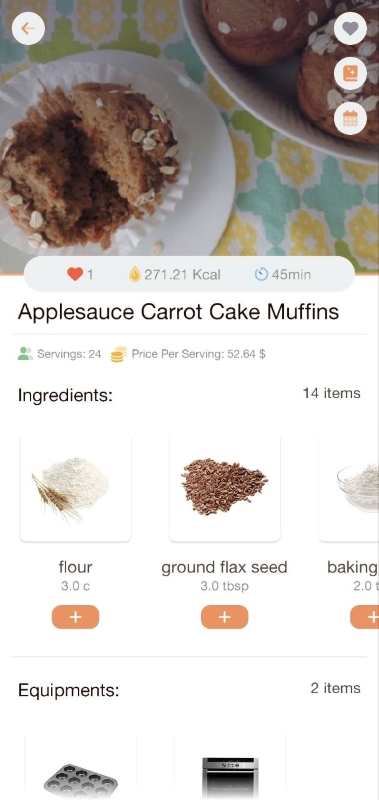 1 271.21 Kcal 45min
Applesauce Carrot Cake Muffins
Servings: 24 Price Per Serving: 52.64 $
Ingredients: 14 items
flour ground flax seed baking
3.0 c 3.0 tbsp 2.0 t
+ + +
Equipments: 2 items